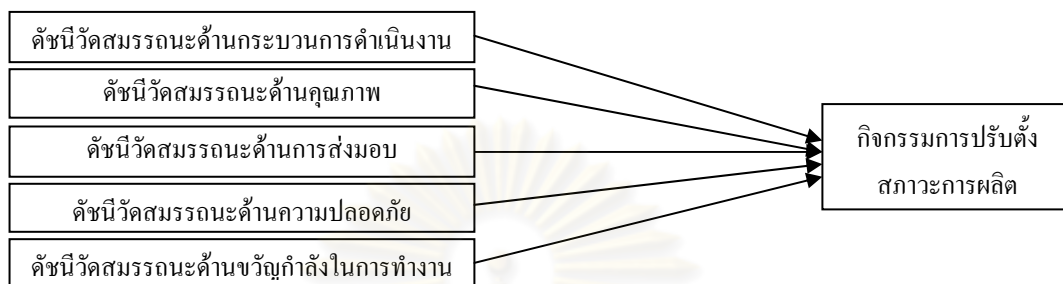 ดัชนีวัดสมรรถนะด้านกระบวนการดำเนินงาน
ดัชนีวัดสมรรถนะด้านคุณภาพ
ดัชนีวัดสมรรถนะด้านการส่งมอบ
ดัชนีวัดสมรรถนะด้านความปลอดภัย
ดัชนีวัดสมรรถนะด้านขวัญกำลังในการทำงาน
กิจกรรมการปรับตั้ง
สภาวะการผลิต